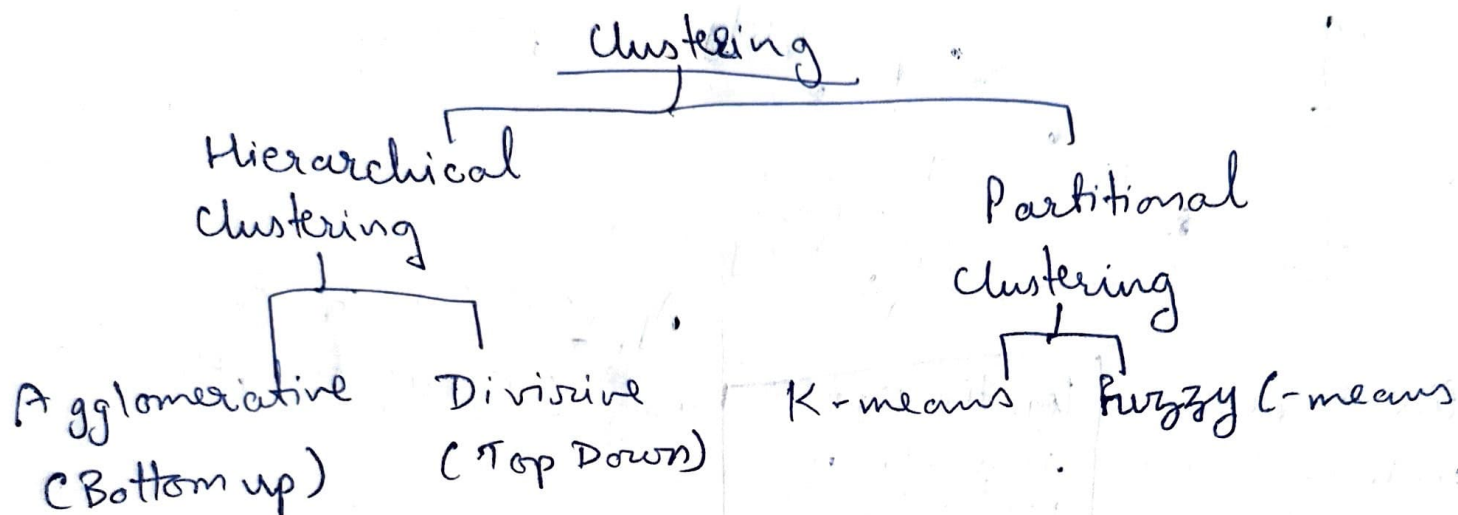 Clustering
Hierarchical
Clustering
Partitional
Clustering
Agglomeriative
(Bottom up)
Divisive
(Top Down)
K-means
Fuzzy C-means